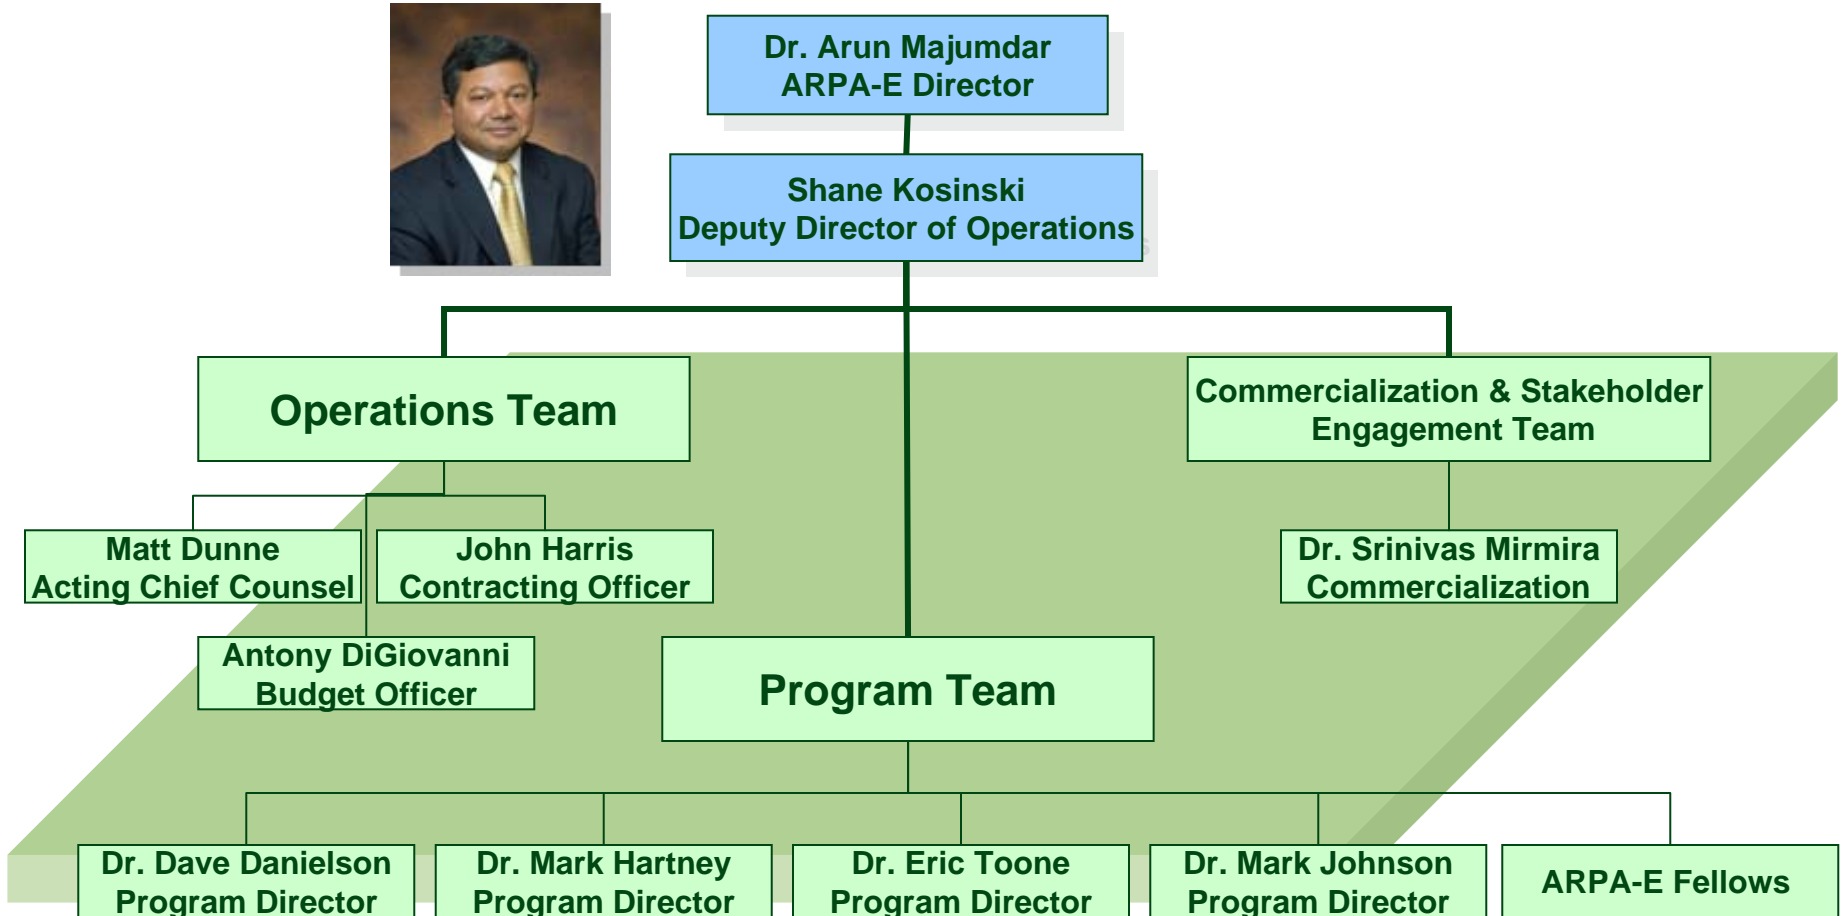 Dr. Arun Majumdar
ARPA-E Director
Shane Kosinski
Deputy Director of Operations
Operations Team
Commercialization & Stakeholder
Engagement Team
Matt Dunne
Acting Chief Counsel
John Harris
Contracting Officer
Dr. Srinivas Mirmira
Commercialization
Antony DiGiovanni
Budget Officer
Program Team
Dr. Dave Danielson
Program Director
Dr. Mark Hartney
Program Director
Dr. Eric Toone
Program Director
Dr. Mark Johnson
Program Director
ARPA-E Fellows